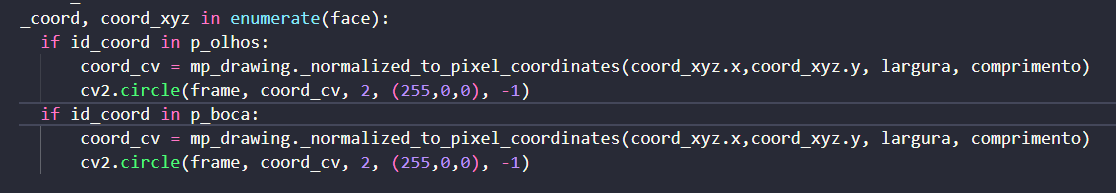 _coord, coord_xyz in enumerate(face):
if id_coord in p_olhos:
coord_cv = mp_drawing._normalized_to_pixel_coordinates(coord_xyz.x,coord_xyz.y, largura, comprimento)
cv2.circle(frame, coord_cv, 2, (255,0,0), -1)
if id_coord in p_boca:
coord_cv = mp_drawing._normalized_to_pixel_coordinates(coord_xyz.x,coord_xyz.y, largura, comprimento)
cv2.circle(frame, coord_cv, 2, (255,0,0), -1)